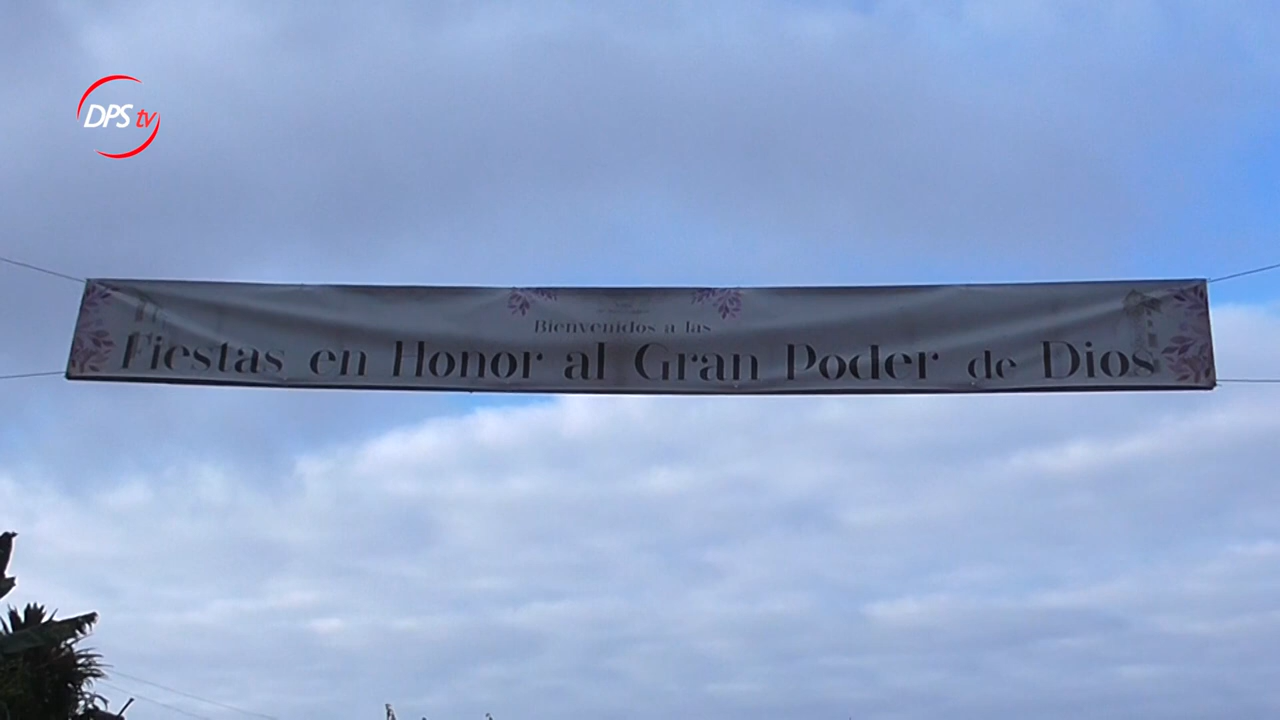 DPS tv
Bienvenidos a las
Fiestas en Honor al Gran Poder de Dios